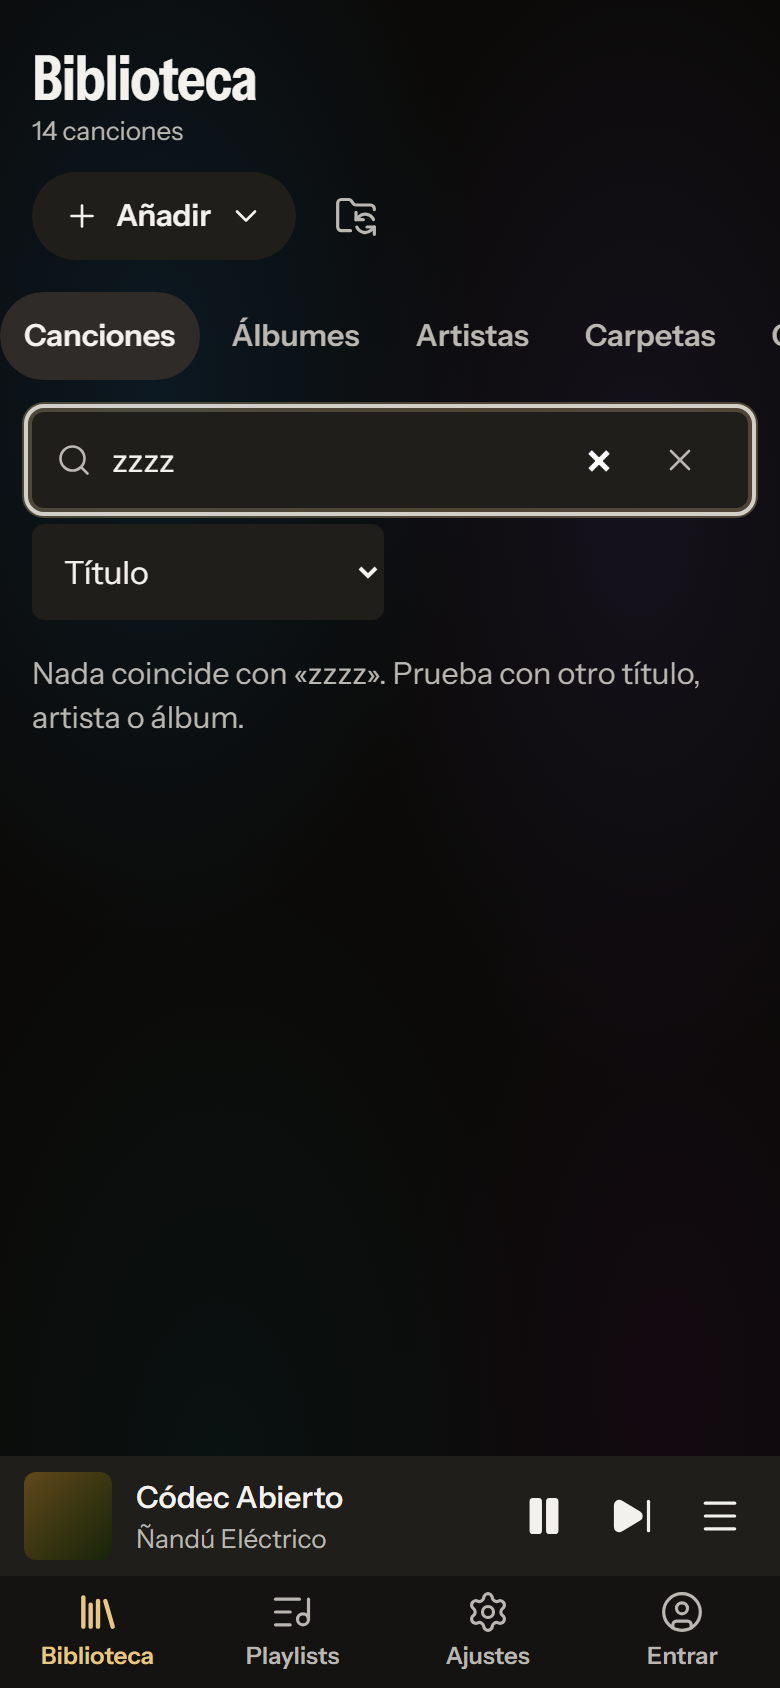 Biblioteca
14 canciones
Añadir
Canciones Álbumes Artistas Carpetas
zzzz
Título
Nada coincide con «zzzz». Prueba con otro título,
artista o álbum.
Códec Abierto
Ñandú Eléctrico
Biblioteca Playlists Ajustes Entrar